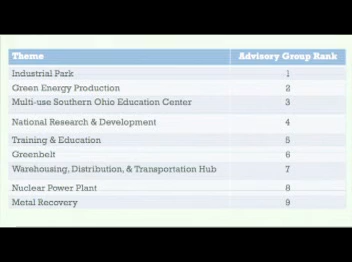 Theme Advisory Group Rank
Industrial Park 1
Green Energy Production 2
Multi-use Southern Ohio Education Center 3
National Research & Development 4
Training & Education 5
Greenbelt 6
Warehousing, Distribution, & Transportation Hub 7
Nuclear Power Plant 8
Metal Recovery 9